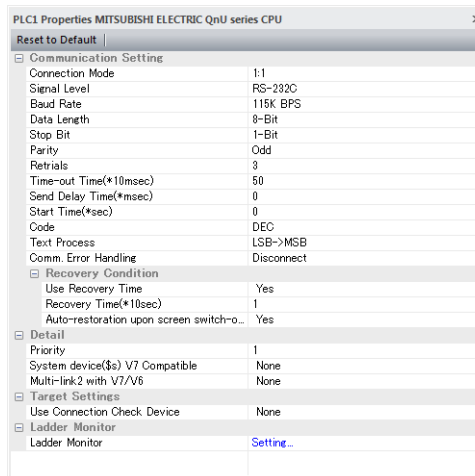 PLC1 Properties MITSUBISHI ELECTRIC QnU series CPU
Reset to Default
Communication Setting
Connection Mode 1:1
Signal Level RS-232C
Baud Rate 115K BPS
Data Length 8-Bit
Stop Bit 1-Bit
Parity Odd
Retrials 3
Time-out Time(*10msec) 50
Send Delay Time(*msec) 0
Start Time(*sec) 0
Code DEC
Text Process LSB->MSB
Comm. Error Handling Disconnect
Recovery Condition
Use Recovery Time Yes
Recovery Time(*10sec) 1
Auto-restoration upon screen switch-o... Yes
Detail
Priority 1
System device($s) V7 Compatible None
Multi-link2 with V7/V6 None
Target Settings
Use Connection Check Device None
Ladder Monitor
Ladder Monitor Setting...